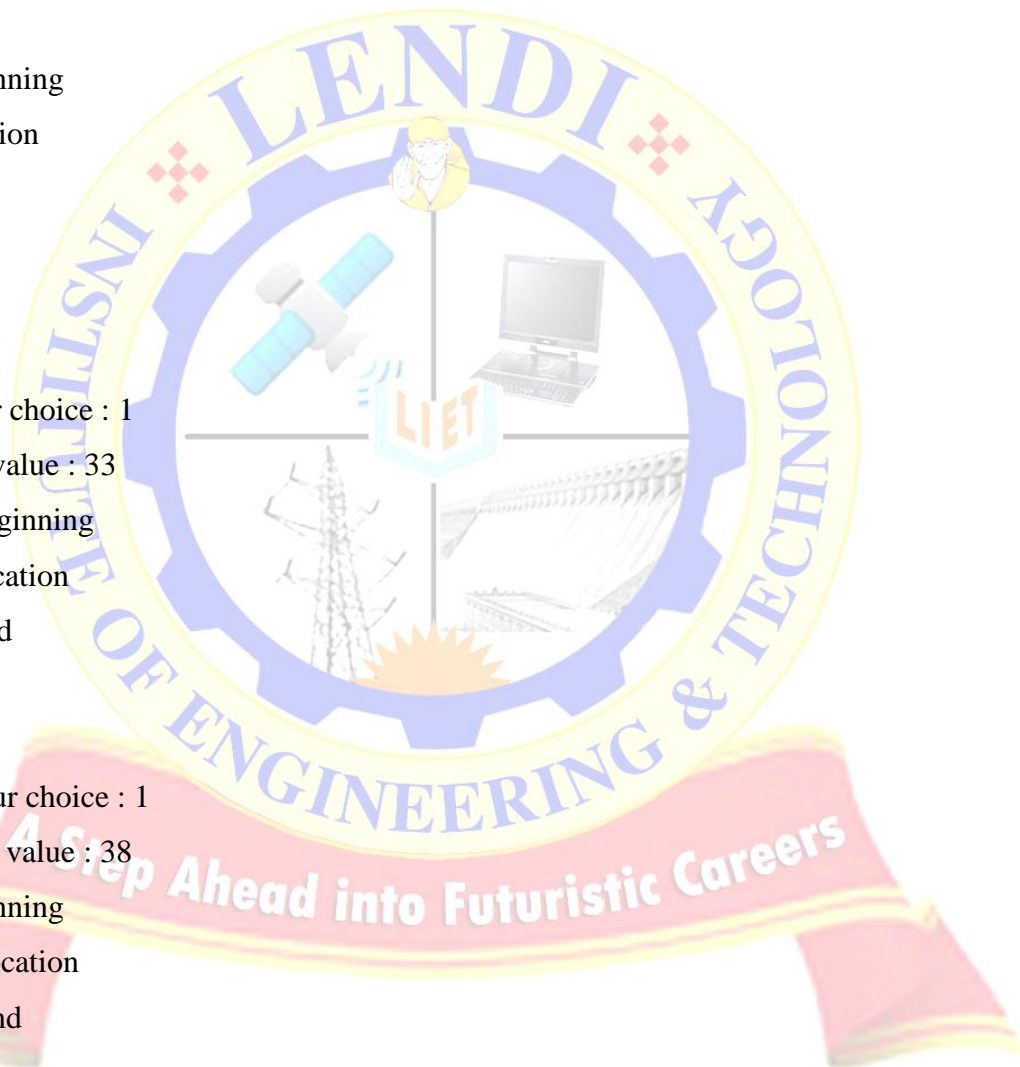 LENDI
INSTITUTE OF ENGINEERING & TECHNOLOGY
nning
ion
LIET
r choice : 1
value : 33
ginning
cation
d
ur choice : 1
value : 38
nning
ocation
nd
A Step Ahead into Futuristic Careers